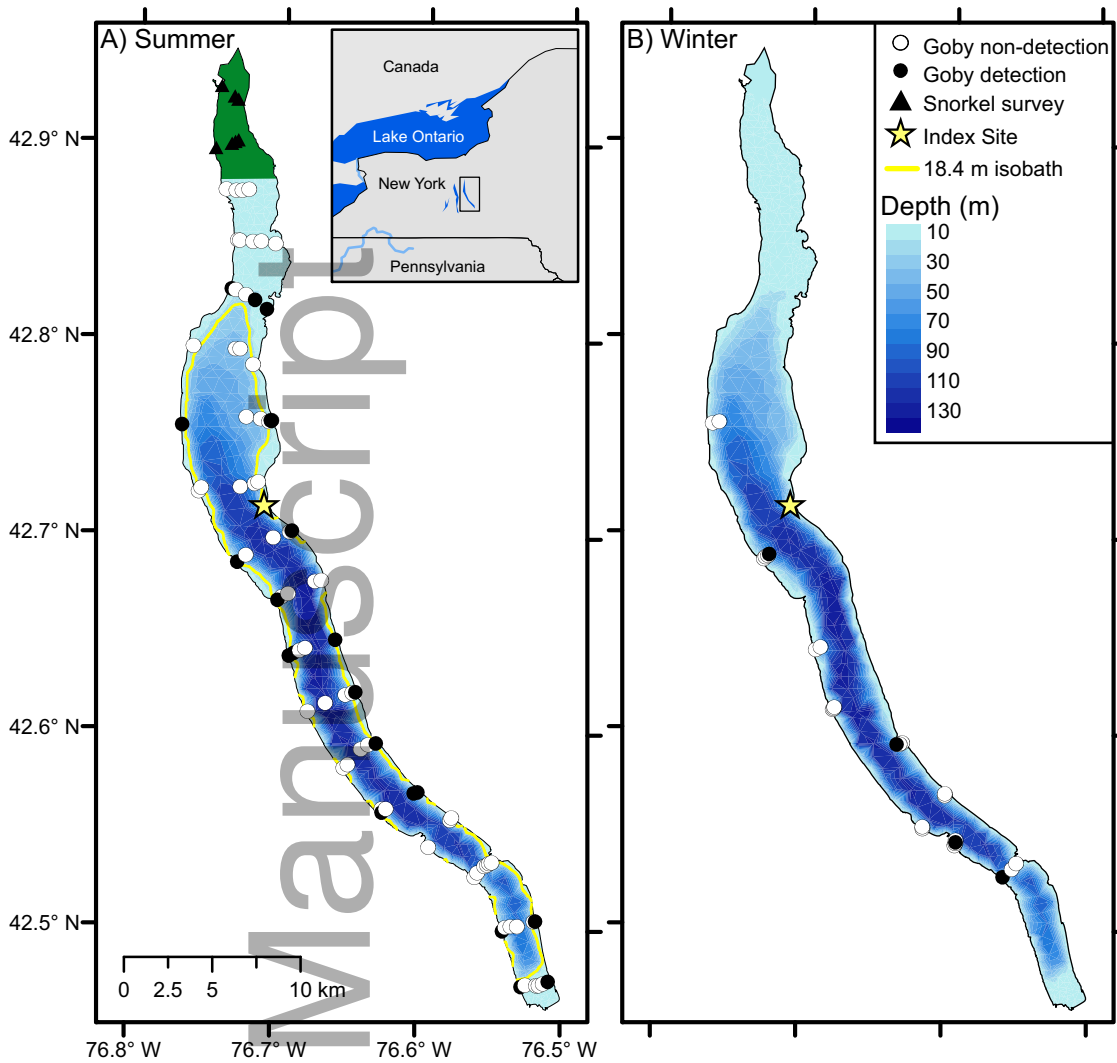 A) Summer
Canada
Lake Ontario
New York
Pennsylvania
42.9° N
42.8° N
42.7° N
42.6° N
42.5° N
0 2.5 5 10 km
76.8° W 76.7° W 76.6° W 76.5° W
Manuscript
B) Winter
Goby non-detection
Goby detection
Snorkel survey
Index Site
18.4 m isobath
Depth (m)
10
30
50
70
90
110
130